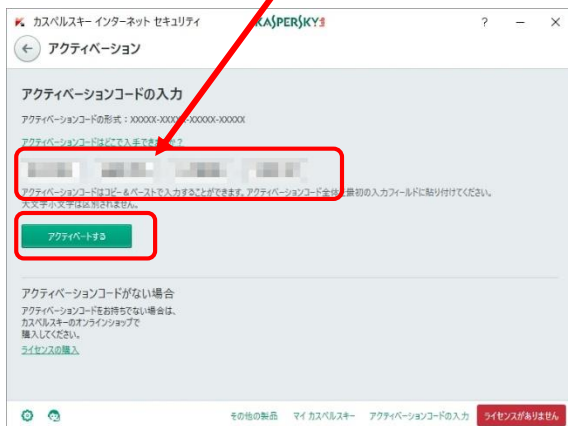 カスペルスキー インターネット セキュリティ
KASPERSKY
?
アクティベーション
アクティベーションコードの入力
アクティベーションコードの形式：XXXXX-XXXXX-XXXXX-XXXXX
アクティベーションコードはどこで入手できますか？
アクティベーションコードはコピー＆ペーストで入力することができます。アクティベーションコード全体を最初の入力フィールドに貼り付けてください。
大文字小文字は区別されません。
アクティベートする
アクティベーションコードがない場合
アクティベーションコードをお持ちでない場合は、
カスペルスキーのオンラインショップで
購入してください。
ライセンスの購入
その他の製品 マイ カスペルスキー アクティベーションコードの入力 ライセンスがありません